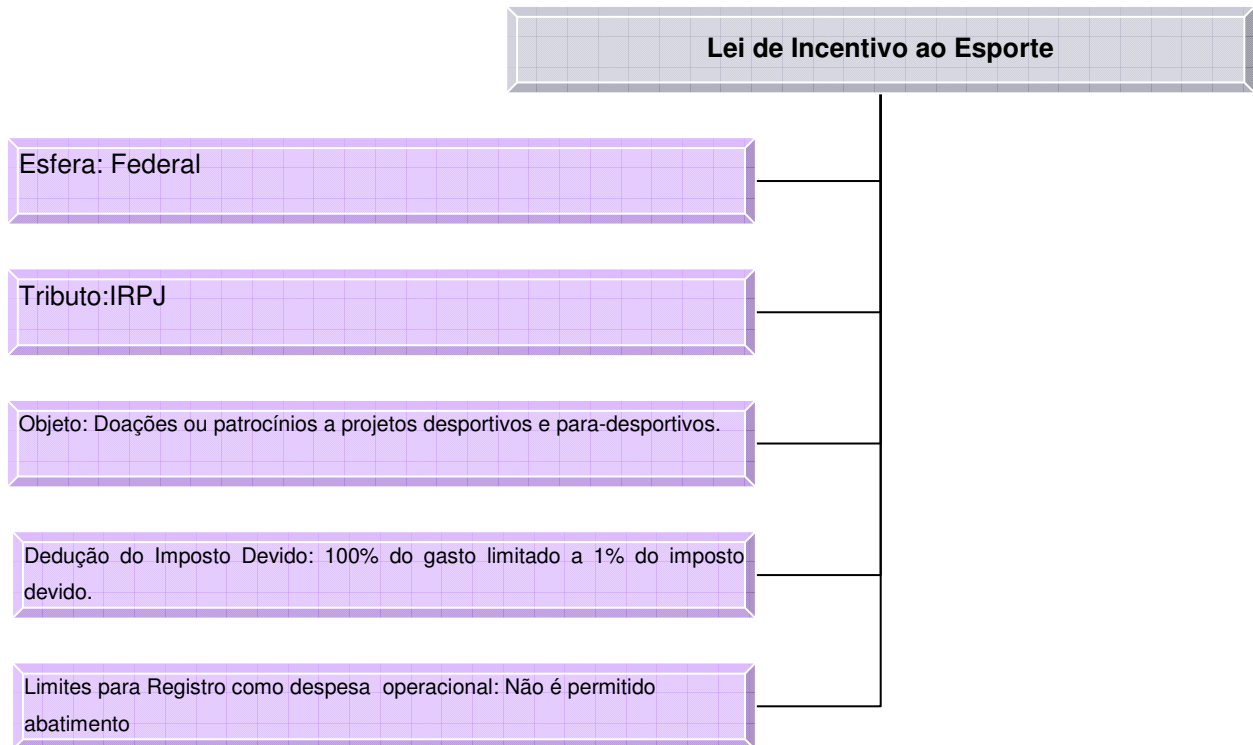 Lei de Incentivo ao Esporte
Esfera: Federal
Tributo:IRPJ
Objeto: Doações ou patrocínios a projetos desportivos e para-desportivos.
Dedução do Imposto Devido: 100% do gasto limitado a 1% do imposto
devido.
Limites para Registro como despesa operacional: Não é permitido
abatimento